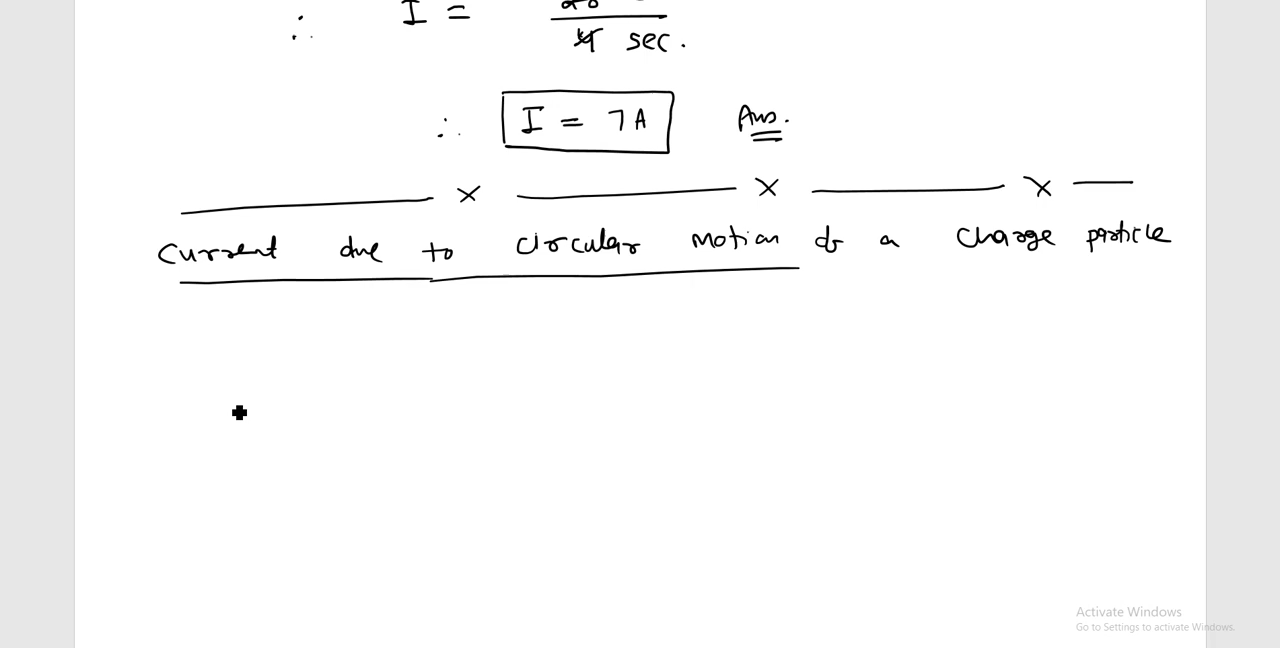 ∴ I =
4 sec.
∴ I = 7A Ans.
x x x
Current due to circular motion of a charge particle
Activate Windows
Go to Settings to activate Windows.